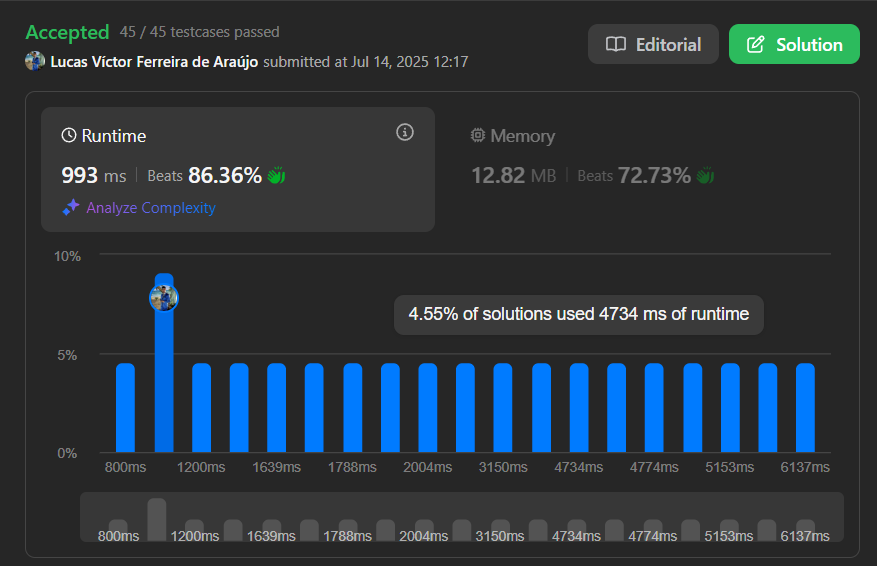 Accepted 45 / 45 testcases passed
Editorial
Solution
Lucas Víctor Ferreira de Araújo submitted at Jul 14, 2025 12:17
Runtime
993 ms | Beats 86.36%
Analyze Complexity
Memory
12.82 MB | Beats 72.73%
10%
5%
0%
4.55% of solutions used 4734 ms of runtime
800ms 1200ms 1639ms 1788ms 2004ms 3150ms 4734ms 4774ms 5153ms 6137ms
800ms 1200ms 1639ms 1788ms 2004ms 3150ms 4734ms 4774ms 5153ms 6137ms